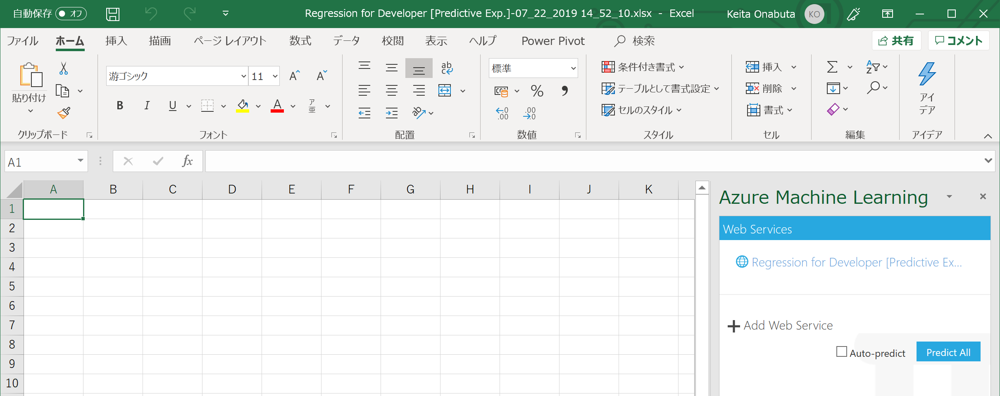 自動保存 オフ Regression for Developer [Predictive Exp.]-07_22_2019 14_52_10.xlsx - Excel Keita Onabuta KO
ファイル ホーム 挿入 描画 ページ レイアウト 数式 データ 校閲 表示 ヘルプ Power Pivot 検索 共有 コメント
貼り付け
クリップボード
游ゴシック 11 A A
B I U A ア亜
フォント
ab c
配置
標準
% ,
.0 .00 .00 .0
数値
条件付き書式
テーブルとして書式設定
セルのスタイル
スタイル
挿入
削除
書式
セル
Σ AZ
編集
アイ
デア
アイデア
A1 fx
A B C D E F G H I J K
1
2
3
4
5
6
7
8
9
10
Azure Machine Learning
Web Services
Regression for Developer [Predictive Ex...
Add Web Service
Auto-predict Predict All